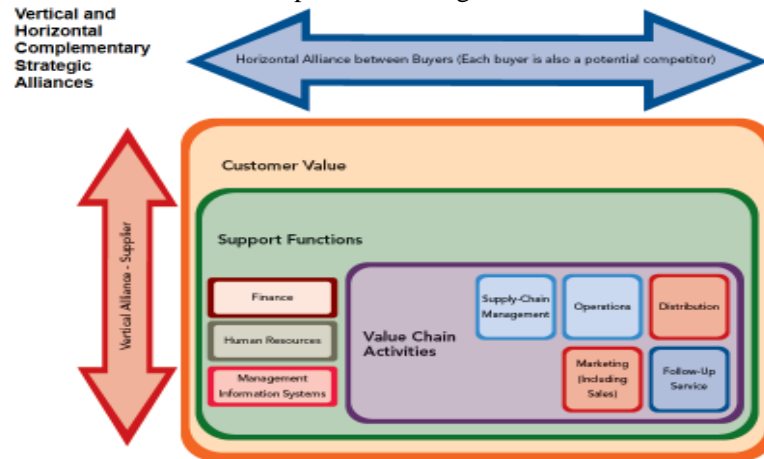 Vertical and
Horizontal
Complementary
Strategic
Alliances
Horizontal Alliance between Buyers (Each buyer is also a potential competitor)
Vertical Alliance - Supplier
Customer Value
Support Functions
Finance
Human Resources
Management
Information Systems
Value Chain
Activities
Supply-Chain
Management
Operations
Distribution
Marketing
(Including
Sales)
Follow-Up
Service